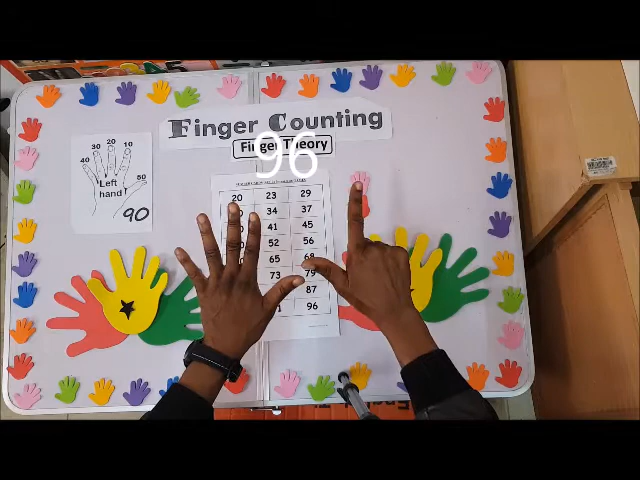 Finger Counting
Finger Theory
96
30 20 10
40
50
Left
hand
90
20 23 29
34 37
41 45
52 56
65 68
73 79
87
96